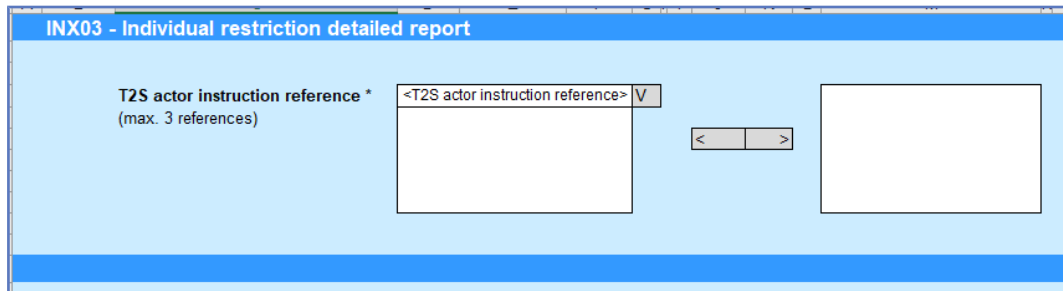 INX03 - Individual restriction detailed report
T2S actor instruction reference *
<T2S actor instruction reference> V
(max. 3 references)
< >